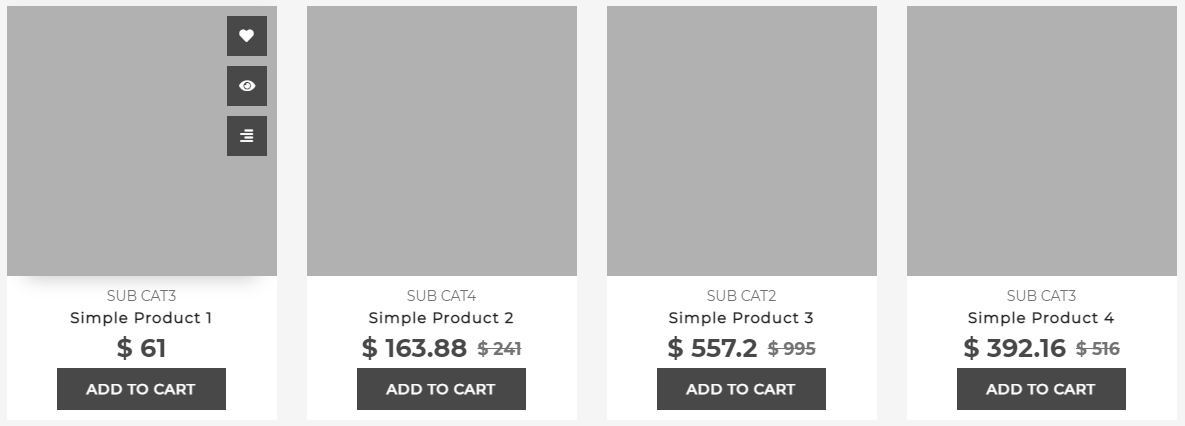 SUB CAT3
Simple Product 1
$ 61
ADD TO CART
SUB CAT4
Simple Product 2
$ 163.88 $ 241
ADD TO CART
SUB CAT2
Simple Product 3
$ 557.2 $ 995
ADD TO CART
SUB CAT3
Simple Product 4
$ 392.16 $ 516
ADD TO CART